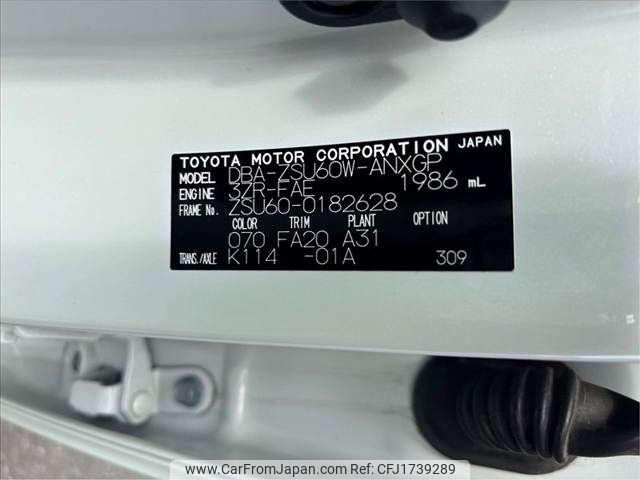 TOYOTA MOTOR CORPORATION JAPAN
MODEL DBA-ZSU60W-ANXGP
ENGINE 3ZR-FAE 1986 mL
FRAME No. ZSU60-0182628
COLOR TRIM PLANT OPTION
070 FA20 A31
TRANS./AXLE K114 -01A 309
© www.CarFromJapan.com ID:CFJ1739289